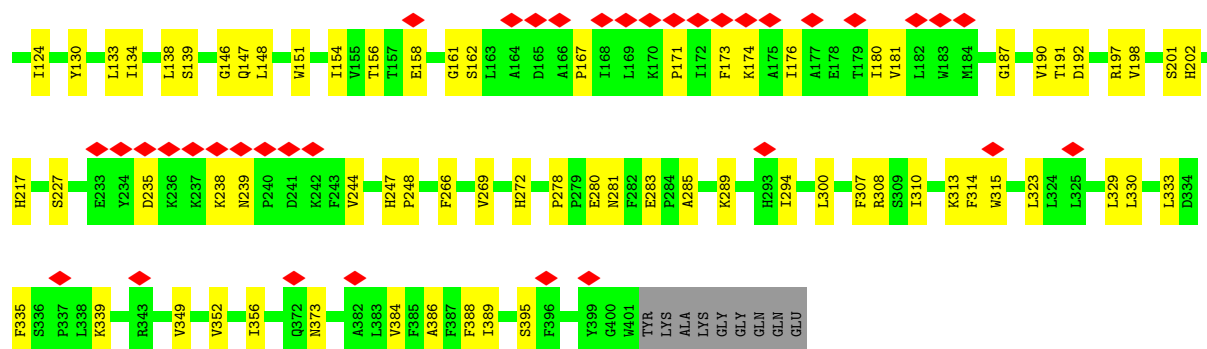 I124 Y130 L133 I134 L138 S139 G146 Q147 L148 W151 I154 V155 T156 T157 E158 G161 S162 L163 A164 D165 A166 P167 I168 L169 K170 P171 I172 F173 K174 A175 I176 A177 E178 T179 I180 V181 L182 W183 M184 G187 V190 T191 D192 R197 V198 S201 H202
H217 S227 E233 Y234 D235 K236 K237 K238 N239 P240 D241 K242 F243 V244 H247 P248 F266 V269 H272 P278 P279 E280 N281 F282 E283 P284 A285 K289 H293 I294 L300 F307 R308 S309 I310 K313 F314 W315 L323 L324 L325 L329 L330 L333 D334
F335 S336 P337 L338 K339 R343 V349 V352 I356 Q372 N373 A382 L383 V384 F385 A386 F387 F388 I389 S395 F396 Y399 G400 W401 TYR LYS ALA LYS GLY GLY GLN GLN GLU